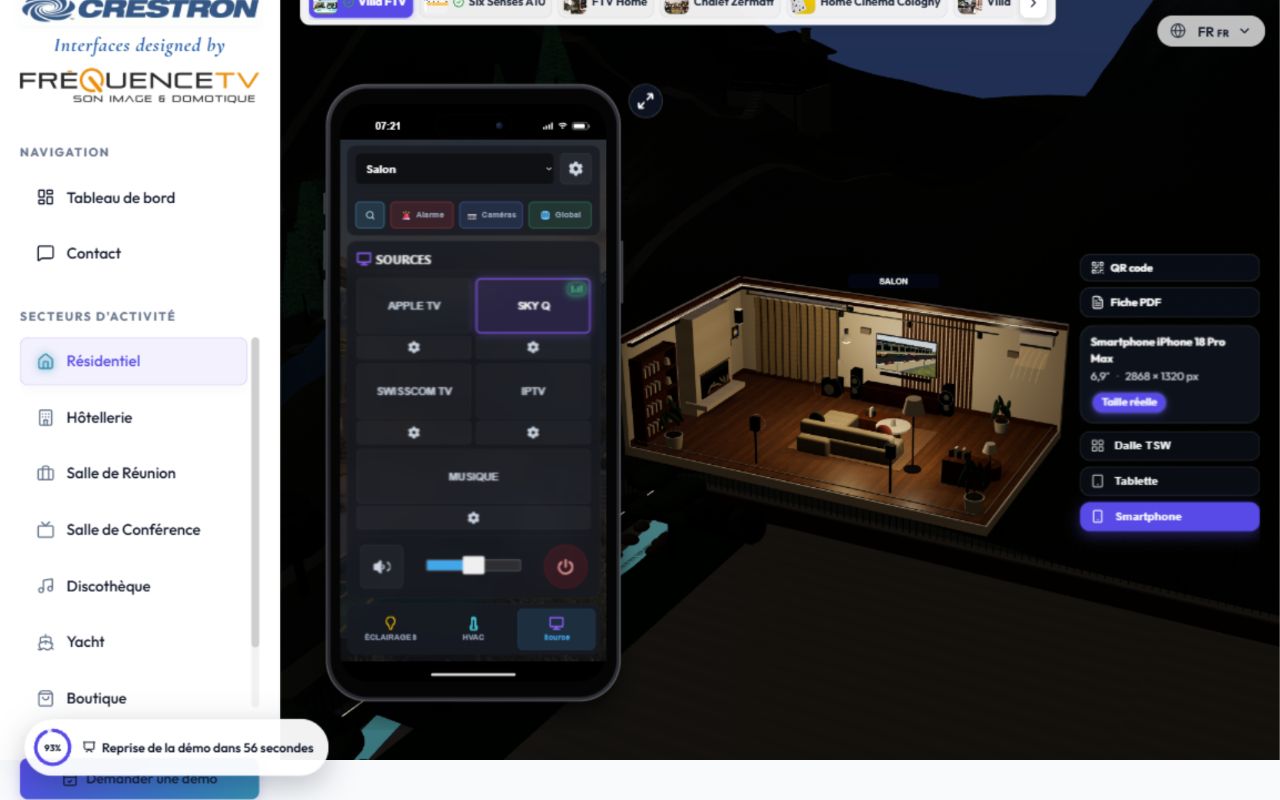 CRESTRON
Interfaces designed by
FRÉQUENCETV
SON IMAGE & DOMOTIQUE
NAVIGATION
Tableau de bord
Contact
SECTEURS D'ACTIVITÉ
Résidentiel
Hôtellerie
Salle de Réunion
Salle de Conférence
Discothèque
Yacht
Boutique
93%
Reprise de la démo dans 56 secondes
Demander une démo
Villa FTV
Six Senses A10
FTV Home
Chalet Zermatt
Home Cinema Cologny
Villa
FR FR
07:21
Salon
Alarme
Caméras
Global
SOURCES
APPLE TV
SKY Q
SWISSCOM TV
IPTV
MUSIQUE
ÉCLAIRAGES
HVAC
Source
SALON
QR code
Fiche PDF
Smartphone iPhone 18 Pro
Max
6,9" · 2868 × 1320 px
Taille réelle
Dalle TSW
Tablette
Smartphone